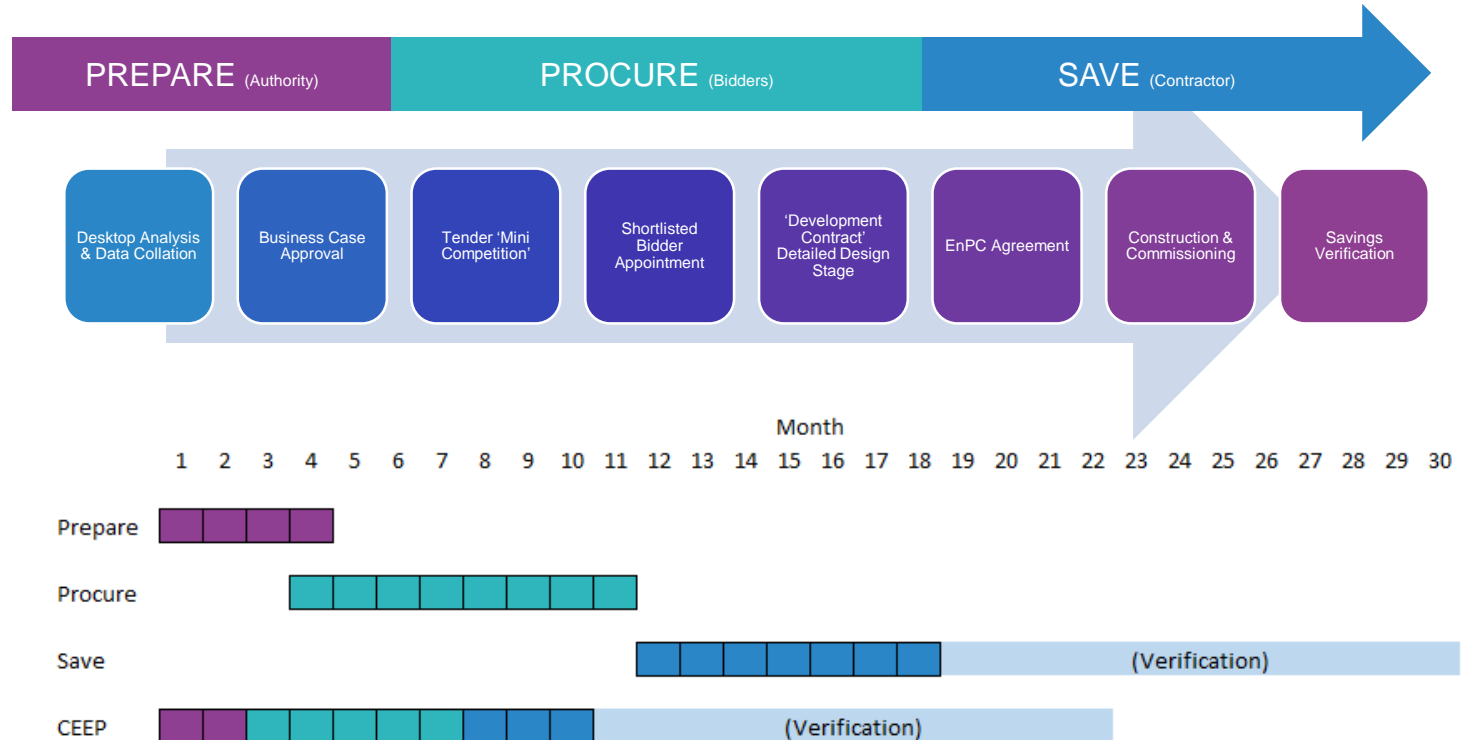 PREPARE (Authority)
PROCURE (Bidders)
SAVE (Contractor)
Desktop Analysis
& Data Collation
Business Case
Approval
Tender ‘Mini
Competition’
Shortlisted
Bidder
Appointment
‘Development
Contract’
Detailed Design
Stage
EnPC Agreement
Construction &
Commissioning
Savings
Verification
Month
1 2 3 4 5 6 7 8 9 10 11 12 13 14 15 16 17 18 19 20 21 22 23 24 25 26 27 28 29 30
Prepare
Procure
Save (Verification)
CEEP (Verification)